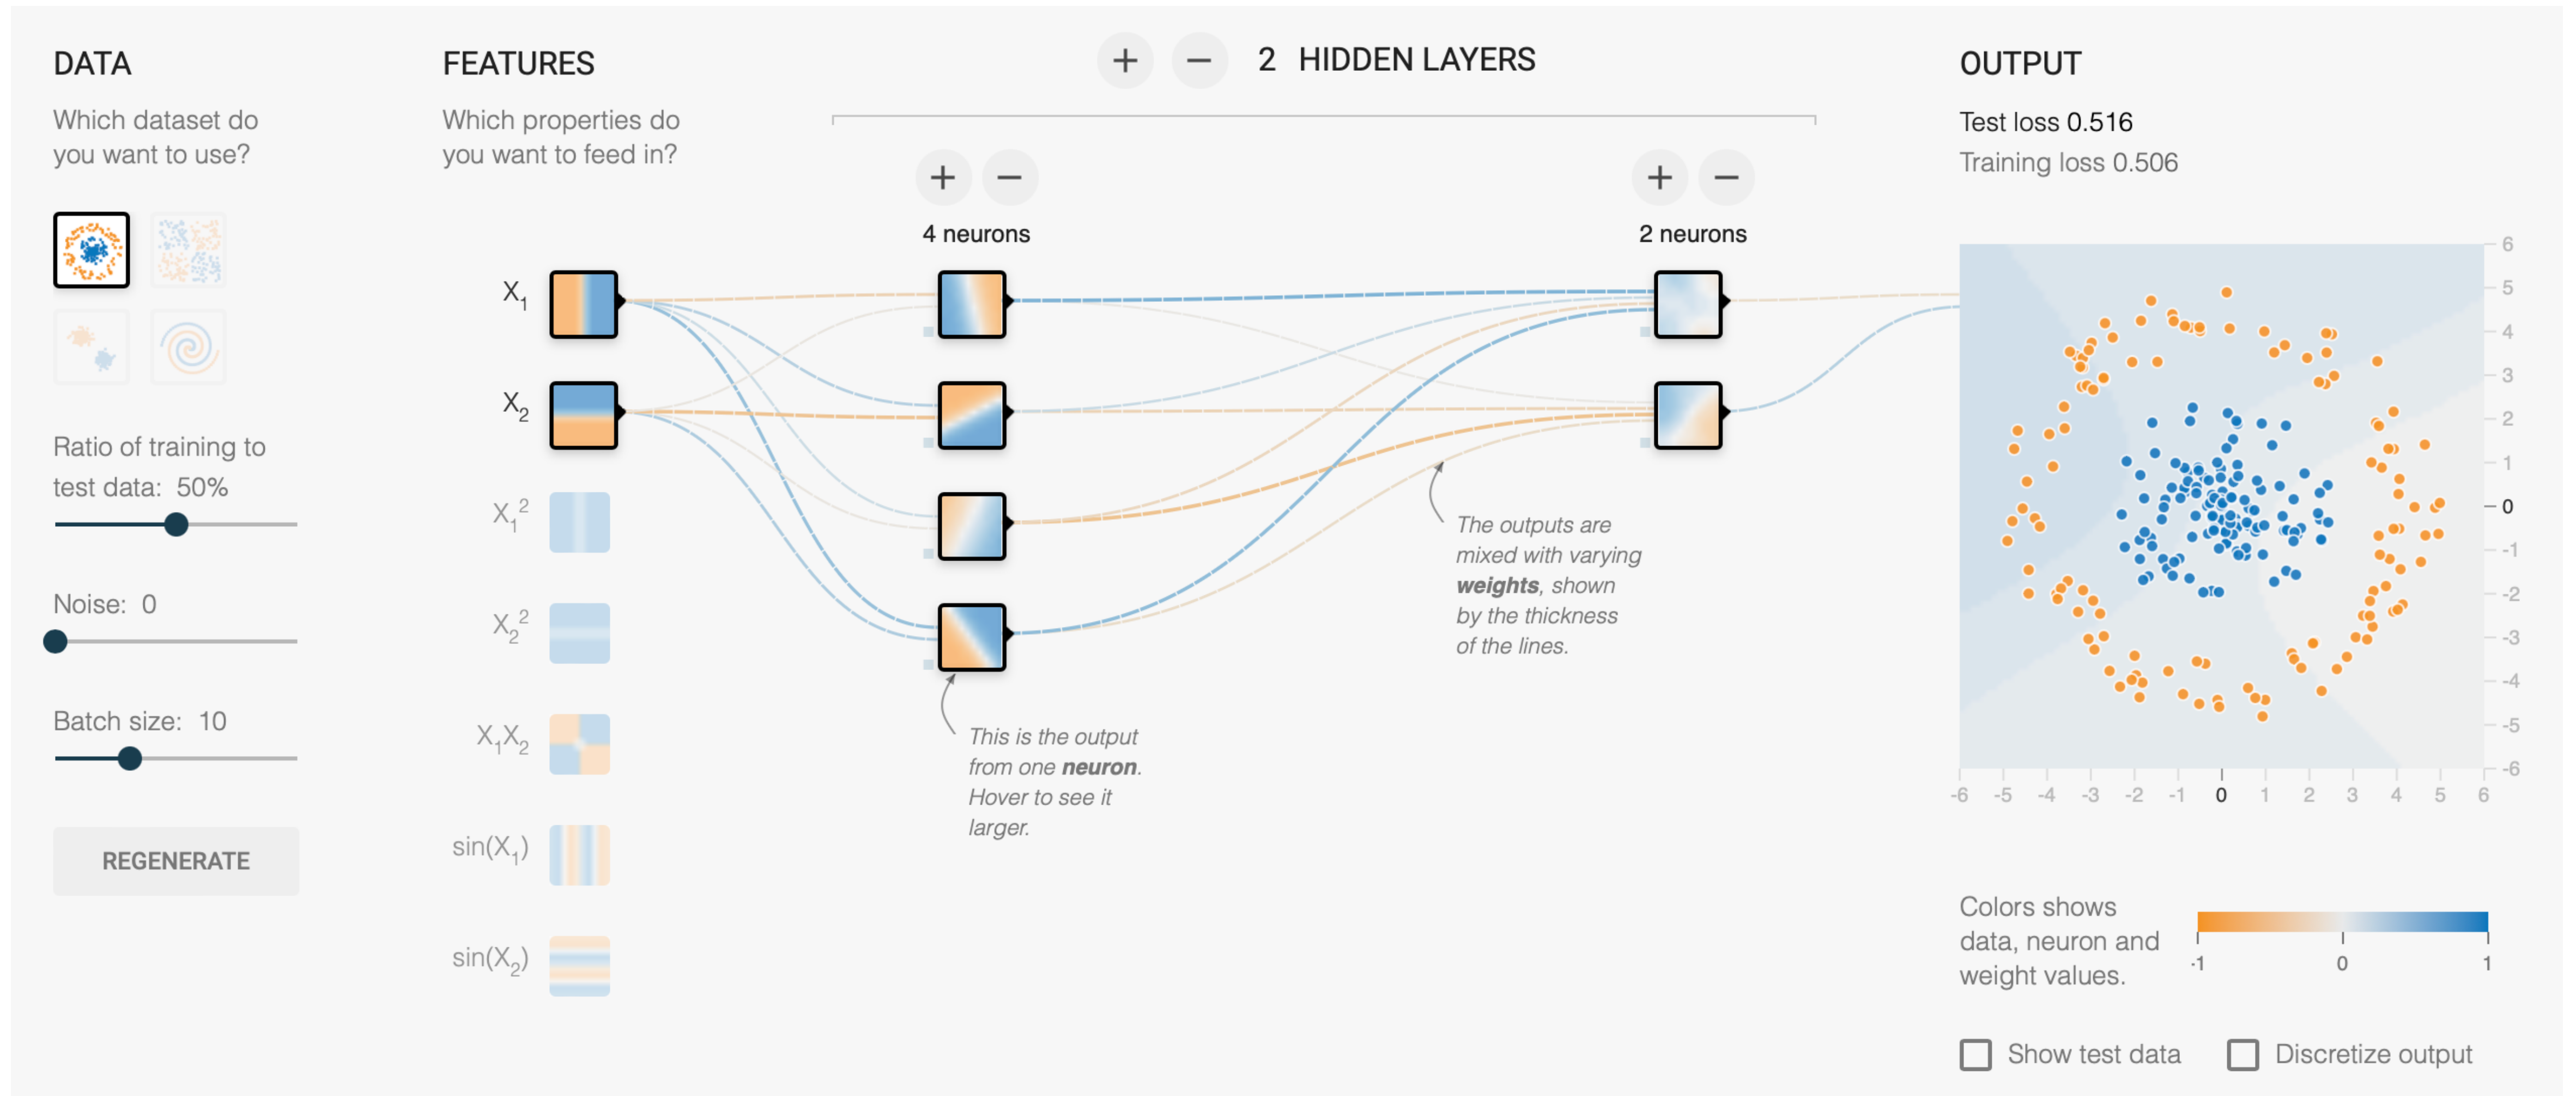 DATA
Which dataset do
you want to use?
Ratio of training to
test data: 50%
Noise: 0
Batch size: 10
REGENERATE
FEATURES
Which properties do
you want to feed in?
X1
X2
X1²
X2²
X1X2
sin(X1)
sin(X2)
+ − 2 HIDDEN LAYERS
+ −
4 neurons
+ −
2 neurons
This is the output
from one neuron.
Hover to see it
larger.
The outputs are
mixed with varying
weights, shown
by the thickness
of the lines.
OUTPUT
Test loss 0.516
Training loss 0.506
6
5
4
3
2
1
0
-1
-2
-3
-4
-5
-6
-6 -5 -4 -3 -2 -1 0 1 2 3 4 5 6
Colors shows
data, neuron and
weight values.
-1 0 1
Show test data
Discretize output